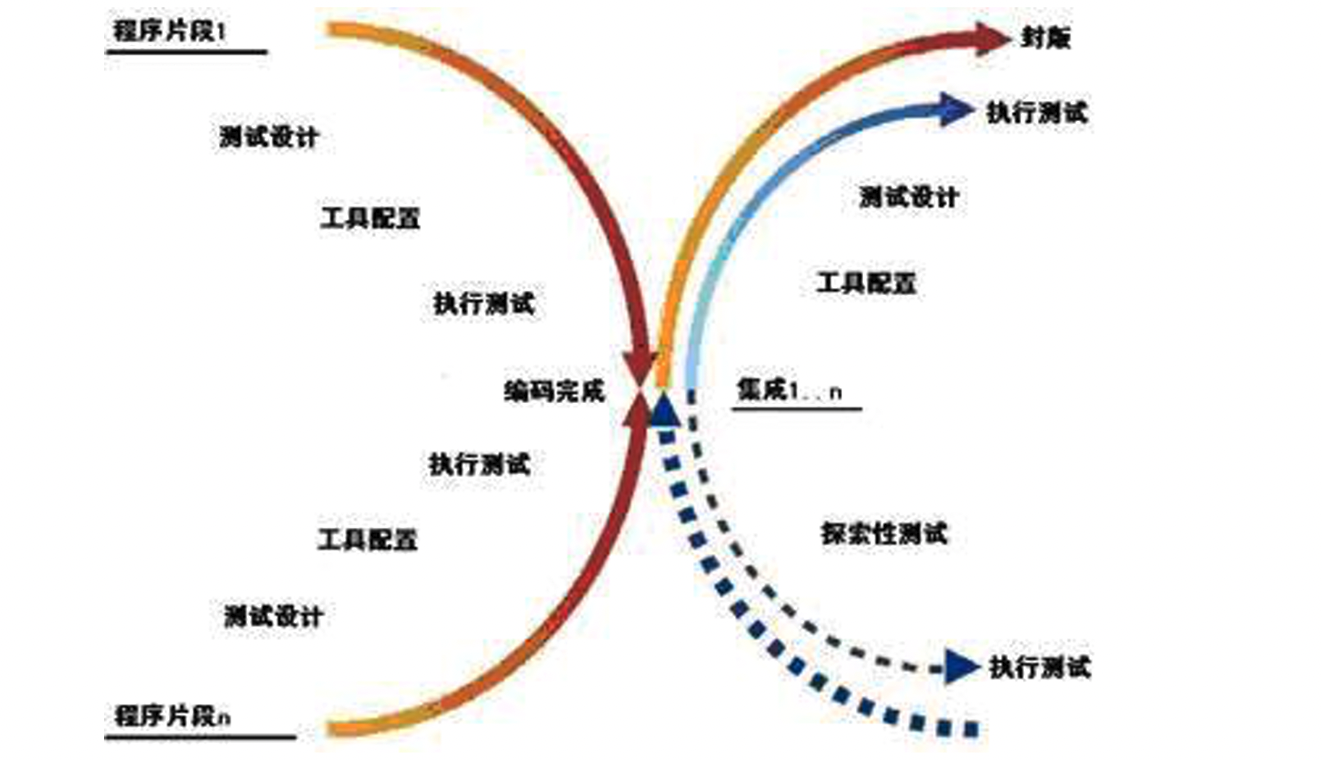 程序片段1
测试设计
工具配置
执行测试
编码完成
执行测试
工具配置
测试设计
程序片段n
封版
执行测试
测试设计
工具配置
集成1..n
探索性测试
执行测试